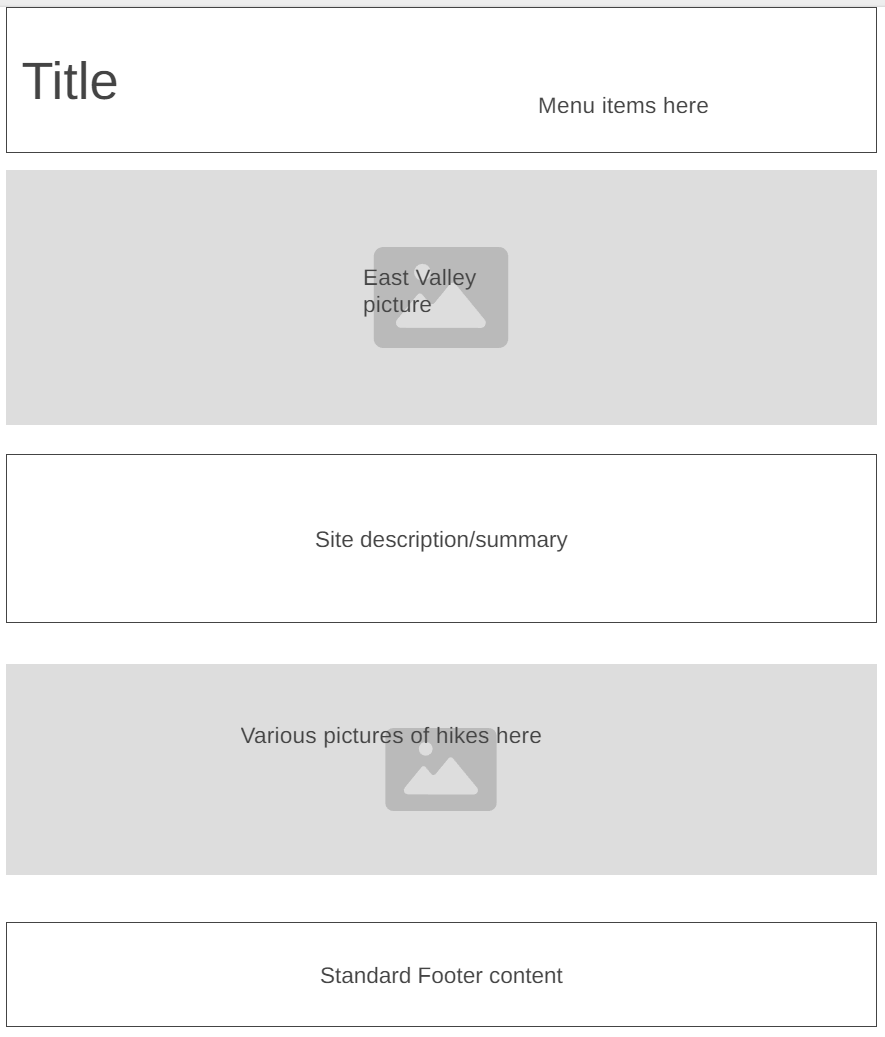 Title
Menu items here
East Valley
picture
Site description/summary
Various pictures of hikes here
Standard Footer content